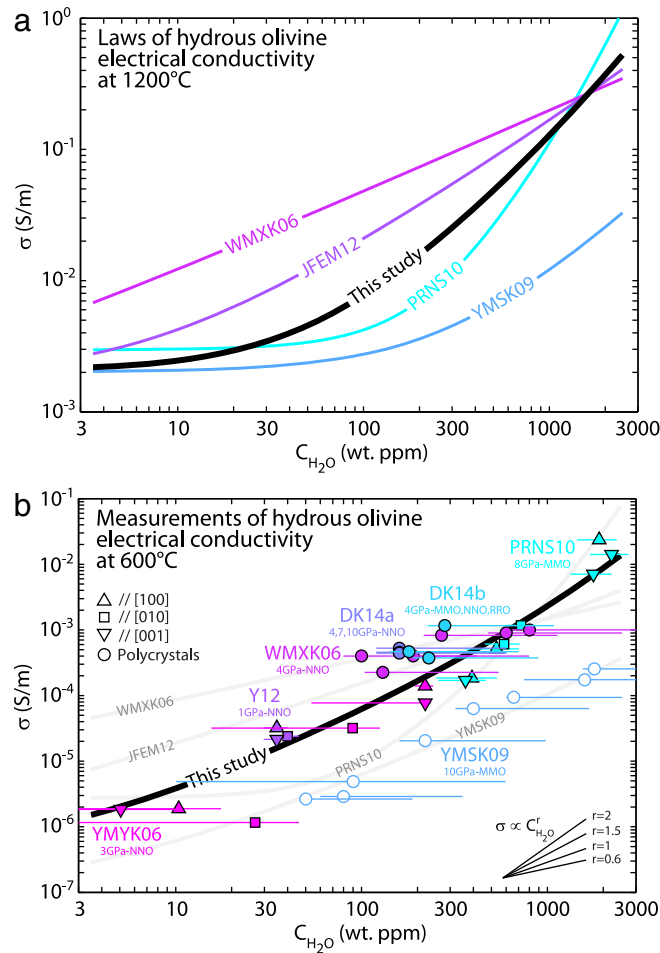 a
Laws of hydrous olivine
electrical conductivity
at 1200°C
10⁰
10⁻¹
10⁻²
10⁻³
σ (S/m)
WMXK06
JFEM12
This study
PRNS10
YMSK09
3 10 30 100 300 1000 3000
C_H₂O (wt. ppm)
b
Measurements of hydrous olivine
electrical conductivity
at 600°C
10⁻¹
10⁻²
10⁻³
10⁻⁴
10⁻⁵
10⁻⁶
10⁻⁷
σ (S/m)
// [100]
// [010]
// [001]
Polycrystals
PRNS10
8GPa-MMO
DK14b
4GPa-MMO,NNO,RRO
DK14a
4,7,10GPa-NNO
WMXK06
4GPa-NNO
Y12
1GPa-NNO
WMXK06
JFEM12
This study
PRNS10
YMSK09
YMSK09
10GPa-MMO
YMYK06
3GPa-NNO
σ ∝ C_H₂O^r
r=2
r=1.5
r=1
r=0.6
3 10 30 100 300 1000 3000
C_H₂O (wt. ppm)